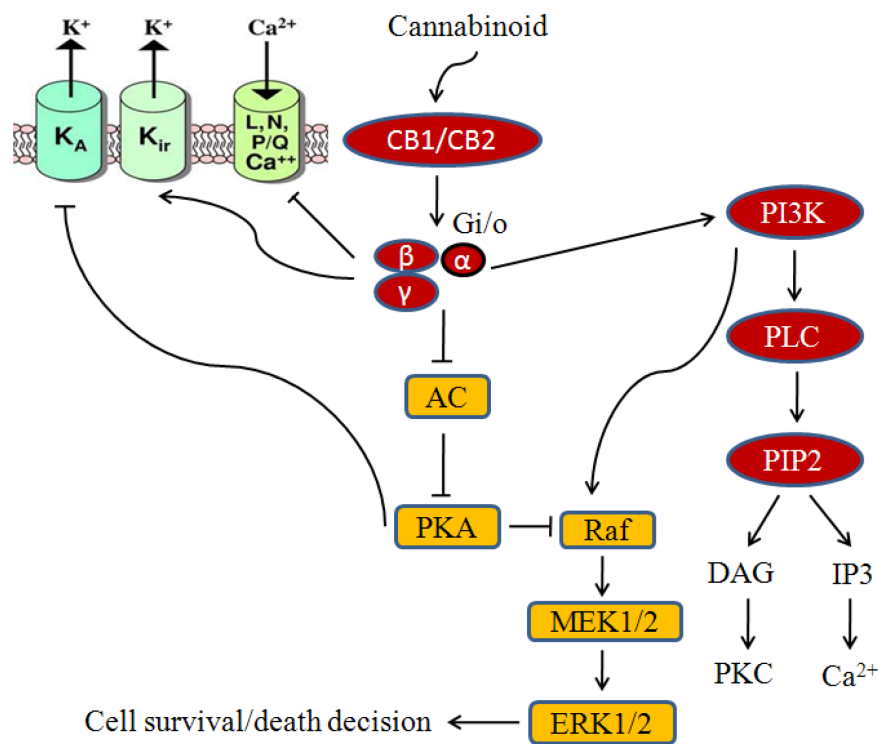 K+ K+ Ca2+ Cannabinoid
KA
Kir
L, N,
P/Q
Ca++
CB1/CB2
Gi/o
β
α
γ
PI3K
PLC
AC
PIP2
PKA
Raf
DAG
IP3
MEK1/2
PKC
Ca2+
Cell survival/death decision
ERK1/2